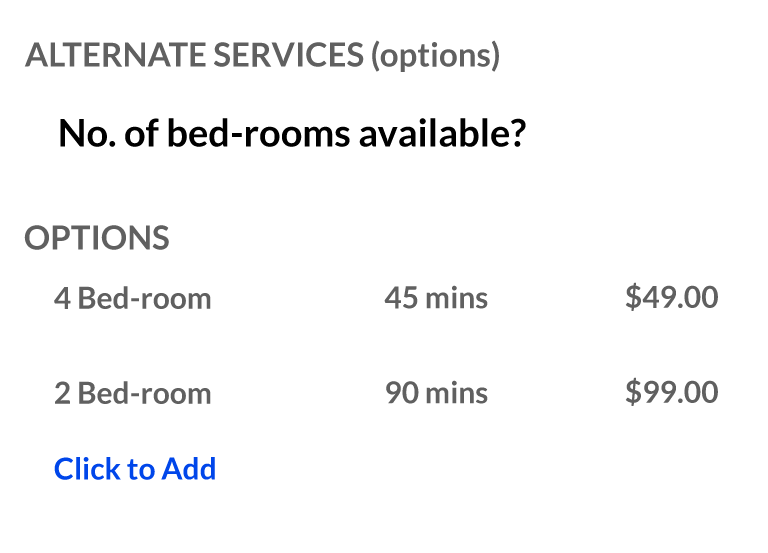 ALTERNATE SERVICES (options)
No. of bed-rooms available?
OPTIONS
4 Bed-room 45 mins $49.00
2 Bed-room 90 mins $99.00
Click to Add